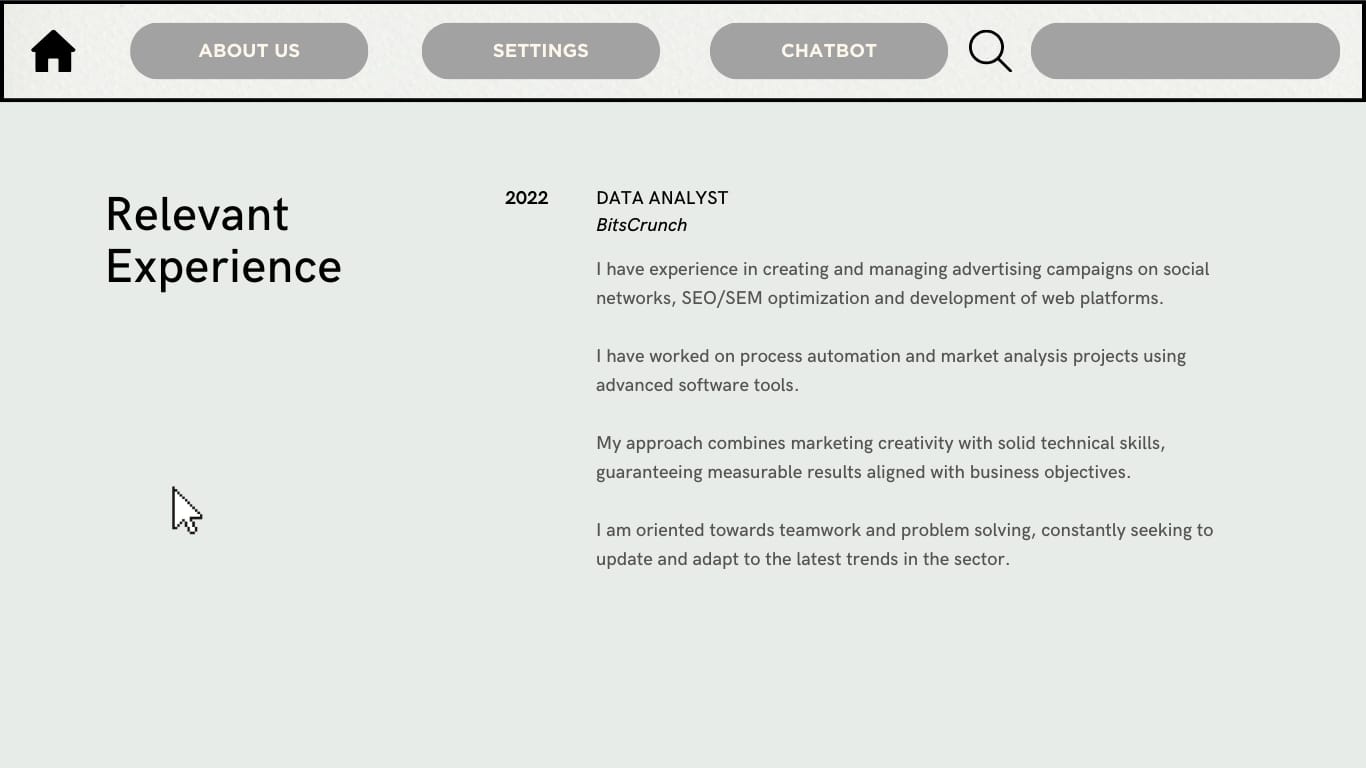 ABOUT US
SETTINGS
CHATBOT
Relevant
Experience
2022
DATA ANALYST
BitsCrunch
I have experience in creating and managing advertising campaigns on social
networks, SEO/SEM optimization and development of web platforms.
I have worked on process automation and market analysis projects using
advanced software tools.
My approach combines marketing creativity with solid technical skills,
guaranteeing measurable results aligned with business objectives.
I am oriented towards teamwork and problem solving, constantly seeking to
update and adapt to the latest trends in the sector.